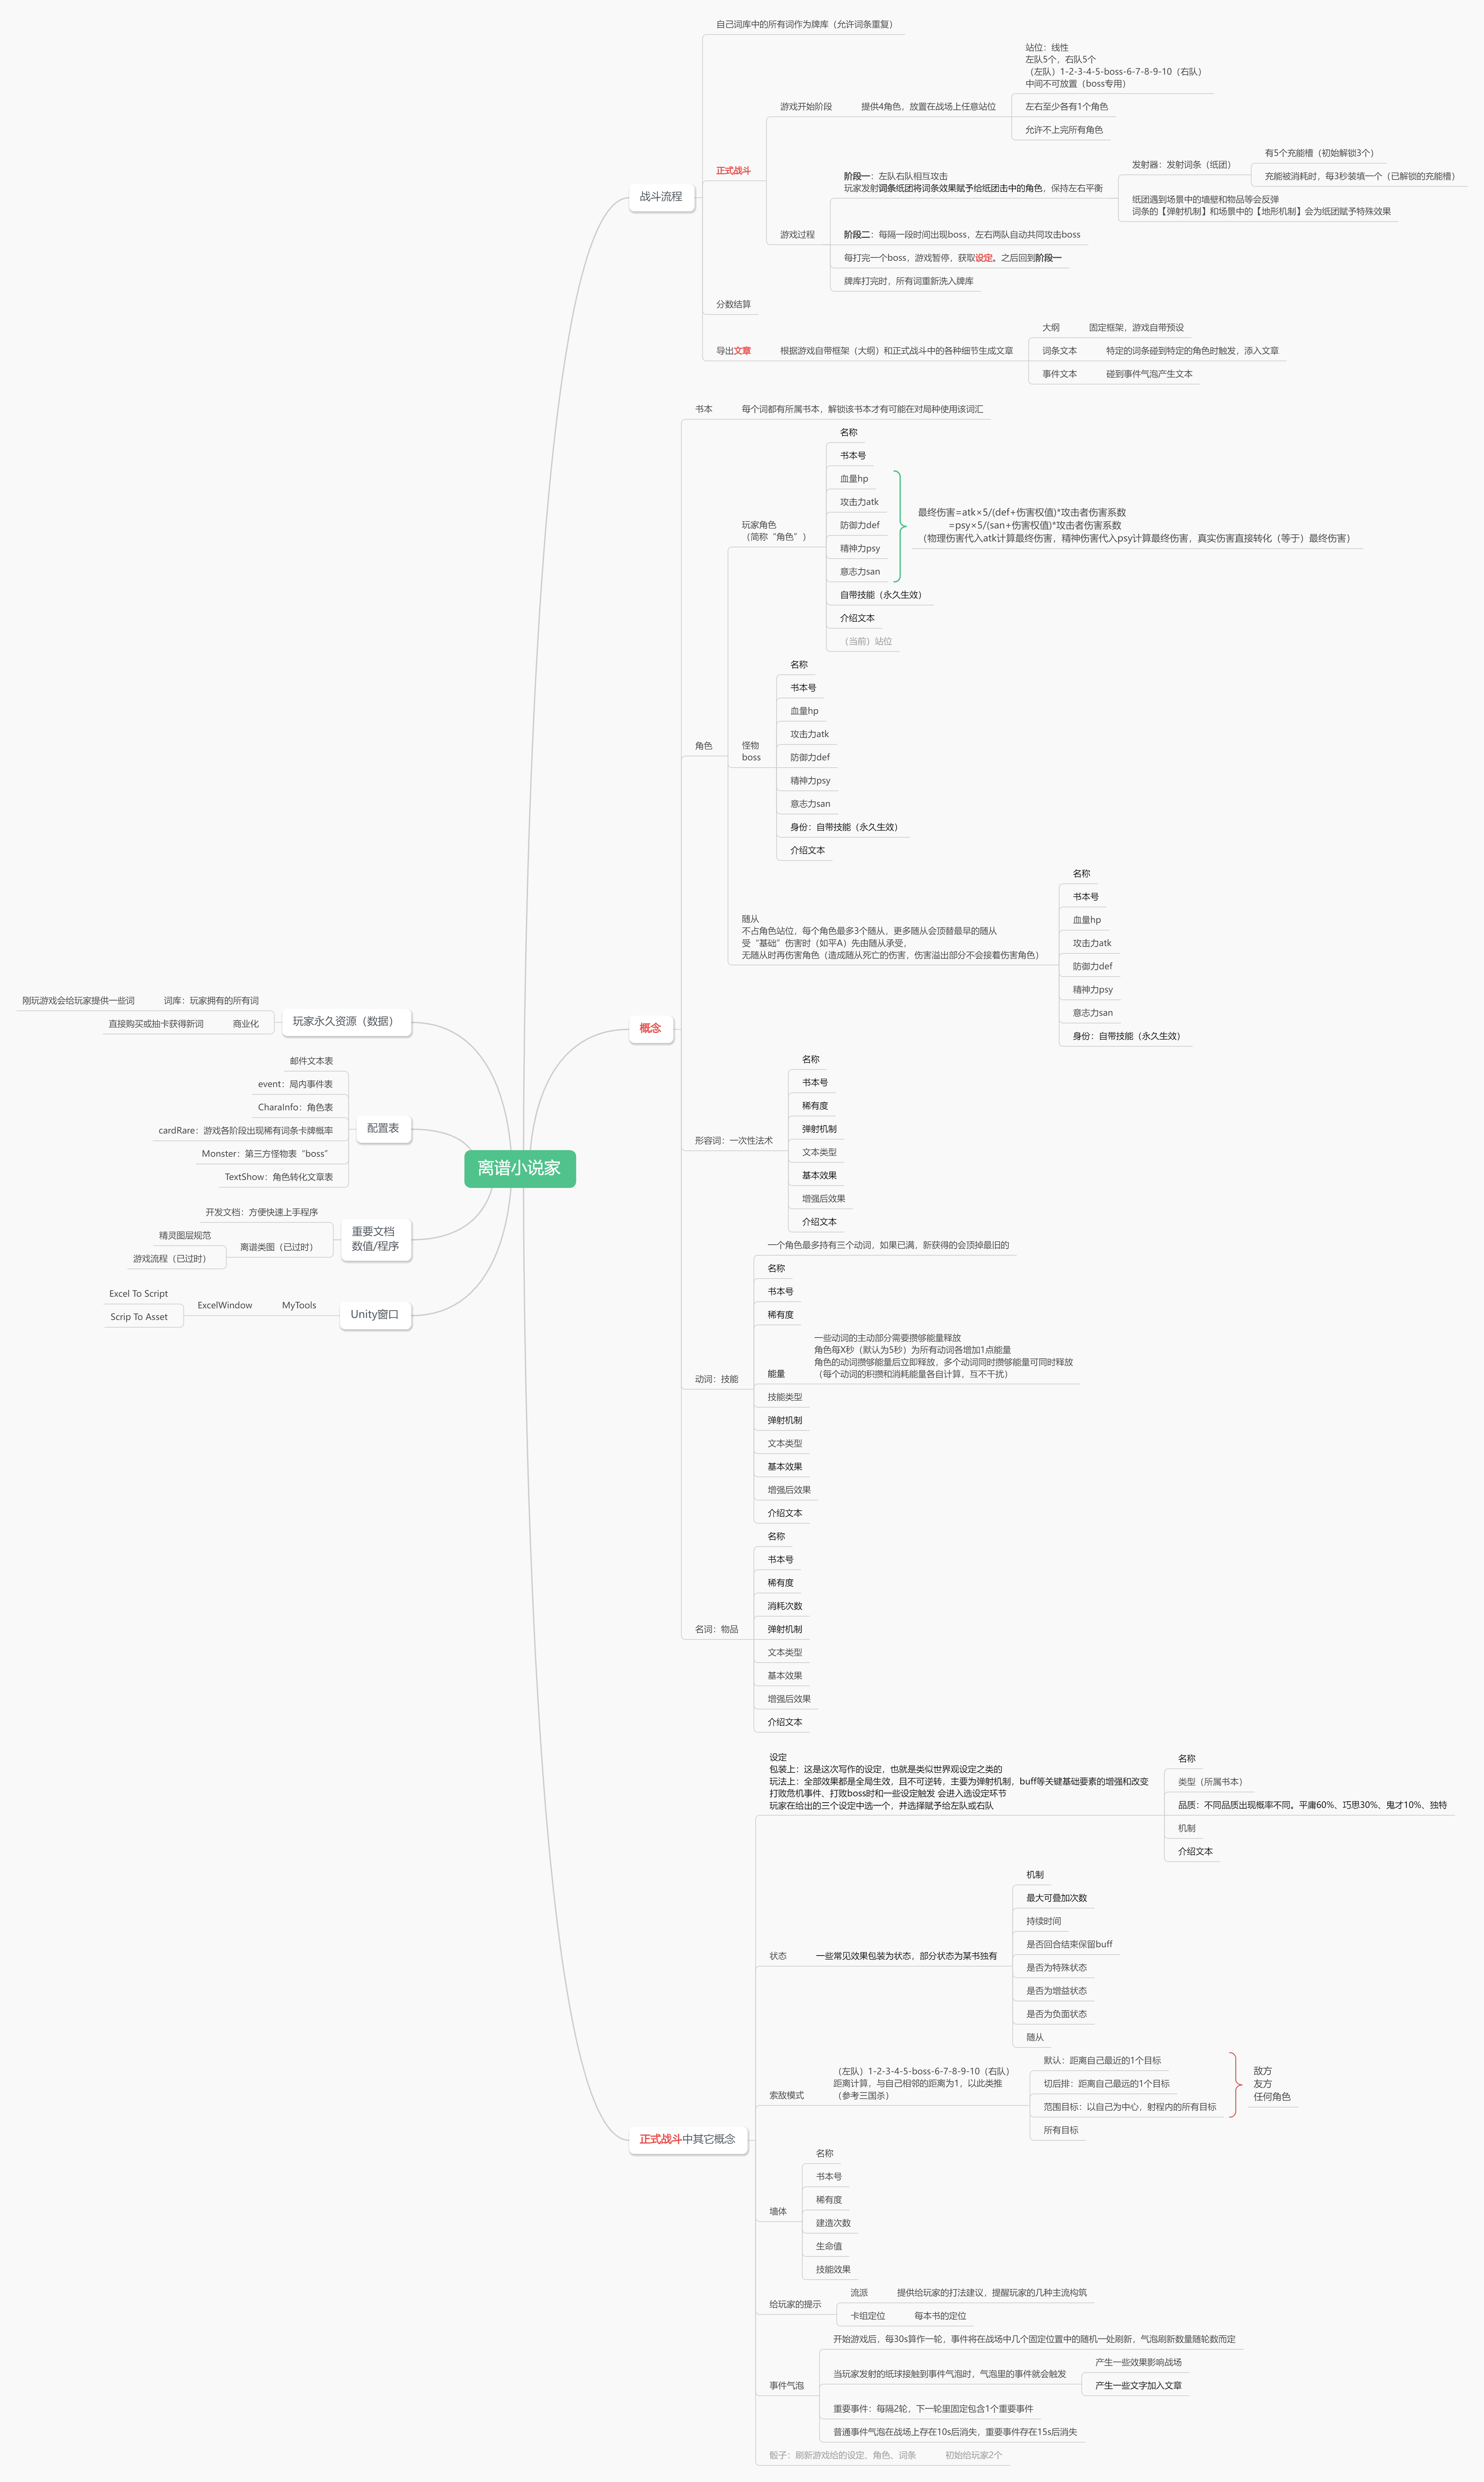 离谱小说家
战斗流程
自己词库中的所有词作为牌库（允许词条重复）
正式战斗
游戏开始阶段
提供4角色，放置在战场上任意站位
站位：线性
左队5个，右队5个
（左队）1-2-3-4-5-boss-6-7-8-9-10（右队）
中间不可放置（boss专用）
左右至少各有1个角色
允许不上完所有角色
游戏过程
阶段一：左队右队相互攻击
玩家发射词条纸团将词条效果赋予给纸团击中的角色，保持左右平衡
发射器：发射词条（纸团）
有5个充能槽（初始解锁3个）
充能被消耗时，每3秒装填一个（已解锁的充能槽）
纸团遇到场景中的墙壁和物品等会反弹
词条的【弹射机制】和场景中的【地形机制】会为纸团赋予特殊效果
阶段二：每隔一段时间出现boss，左右两队自动共同攻击boss
每打完一个boss，游戏暂停，获取设定。之后回到阶段一
牌库打完时，所有词重新洗入牌库
分数结算
导出文章
根据游戏自带框架（大纲）和正式战斗中的各种细节生成文章
大纲
固定框架，游戏自带预设
词条文本
特定的词条碰到特定的角色时触发，添入文章
事件文本
碰到事件气泡产生文本
概念
书本
每个词都有所属书本，解锁该书本才有可能在对局种使用该词汇
角色
玩家角色
（简称“角色”）
名称
书本号
血量hp
攻击力atk
防御力def
精神力psy
意志力san
最终伤害=atk×5/(def+伤害权值)*攻击者伤害系数
=psy×5/(san+伤害权值)*攻击者伤害系数
（物理伤害代入atk计算最终伤害，精神伤害代入psy计算最终伤害，真实伤害直接转化（等于）最终伤害）
自带技能（永久生效）
介绍文本
（当前）站位
怪物
boss
名称
书本号
血量hp
攻击力atk
防御力def
精神力psy
意志力san
身份：自带技能（永久生效）
介绍文本
随从
不占角色站位，每个角色最多3个随从，更多随从会顶替最早的随从
受“基础”伤害时（如平A）先由随从承受，
无随从时再伤害角色（造成随从死亡的伤害，伤害溢出部分不会接着伤害角色）
名称
书本号
血量hp
攻击力atk
防御力def
精神力psy
意志力san
身份：自带技能（永久生效）
形容词：一次性法术
名称
书本号
稀有度
弹射机制
文本类型
基本效果
增强后效果
介绍文本
动词：技能
一个角色最多持有三个动词，如果已满，新获得的会顶掉最旧的
名称
书本号
稀有度
能量
一些动词的主动部分需要攒够能量释放
角色每X秒（默认为5秒）为所有动词各增加1点能量
角色的动词攒够能量后立即释放，多个动词同时攒够能量可同时释放
（每个动词的积攒和消耗能量各自计算，互不干扰）
技能类型
弹射机制
文本类型
基本效果
增强后效果
介绍文本
名词：物品
名称
书本号
稀有度
消耗次数
弹射机制
文本类型
基本效果
增强后效果
介绍文本
正式战斗中其它概念
设定
包装上：这是这次写作的设定，也就是类似世界观设定之类的
玩法上：全部效果都是全局生效，且不可逆转，主要为弹射机制，buff等关键基础要素的增强和改变
打败危机事件、打败boss时和一些设定触发 会进入选设定环节
玩家在给出的三个设定中选一个，并选择赋予给左队或右队
名称
类型（所属书本）
品质：不同品质出现概率不同。平庸60%、巧思30%、鬼才10%、独特
机制
介绍文本
状态
一些常见效果包装为状态，部分状态为某书独有
机制
最大可叠加次数
持续时间
是否回合结束保留buff
是否为特殊状态
是否为增益状态
是否为负面状态
随从
索敌模式
（左队）1-2-3-4-5-boss-6-7-8-9-10（右队）
距离计算，与自己相邻的距离为1，以此类推
（参考三国杀）
默认：距离自己最近的1个目标
切后排：距离自己最远的1个目标
范围目标：以自己为中心，射程内的所有目标
所有目标
敌方
友方
任何角色
墙体
名称
书本号
稀有度
建造次数
生命值
技能效果
给玩家的提示
流派
提供给玩家的打法建议，提醒玩家的几种主流构筑
卡组定位
每本书的定位
事件气泡
开始游戏后，每30s算作一轮，事件将在战场中几个固定位置中的随机一处刷新，气泡刷新数量随轮数而定
当玩家发射的纸球接触到事件气泡时，气泡里的事件就会触发
产生一些效果影响战场
产生一些文字加入文章
重要事件：每隔2轮，下一轮里固定包含1个重要事件
普通事件气泡在战场上存在10s后消失，重要事件存在15s后消失
骰子：刷新游戏给的设定，角色、词条
初始给玩家2个
玩家永久资源（数据）
词库：玩家拥有的所有词
刚玩游戏会给玩家提供一些词
商业化
直接购买或抽卡获得新词
配置表
邮件文本表
event：局内事件表
CharaInfo：角色表
cardRare：游戏各阶段出现稀有词条卡牌概率
Monster：第三方怪物表“boss”
TextShow：角色转化文章表
重要文档
数值/程序
开发文档：方便快速上手程序
离谱类图（已过时）
精灵图层规范
游戏流程（已过时）
Unity窗口
MyTools
ExcelWindow
Excel To Script
Scrip To Asset